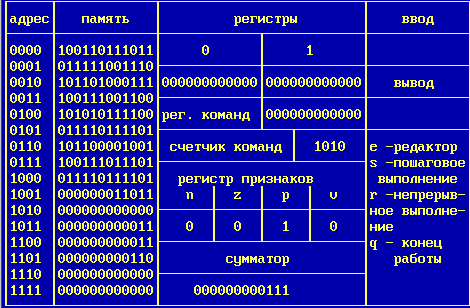 адрес память регистры ввод
0000 100110111011 0 1
0001 011111001110
0010 101101000111 000000000000 000000000000 вывод
0011 100111001100
0100 101010111100 рег. команд 000000000000
0101 011110111101
0110 101100001001 счетчик команд 1010 е -редактор
0111 100111011101 s -пошаговое
1000 011110111101 регистр признаков выполнение
1001 000000011011 n z p v r -непрерыв-
1010 000000000000 ное выполне-
1011 000000000011 0 0 1 0 ние
1100 000000000011 q - конец
1101 000000000110 сумматор работы
1110 000000000000
1111 000000000000 000000000111